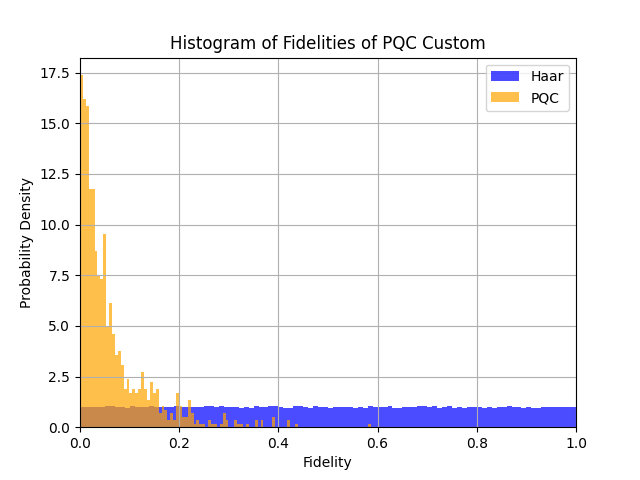 Histogram of Fidelities of PQC Custom
Haar
PQC
17.5
15.0
12.5
10.0
7.5
5.0
2.5
0.0
Probability Density
0.0 0.2 0.4 0.6 0.8 1.0
Fidelity